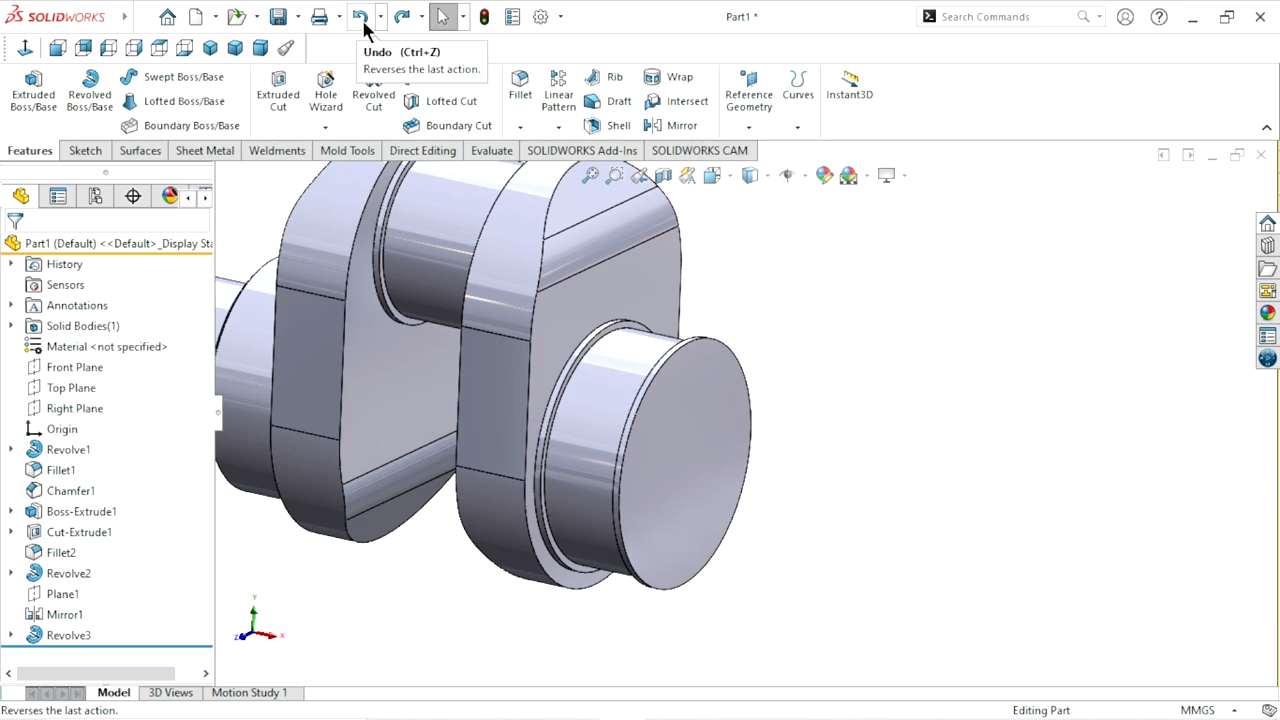 SOLIDWORKS
Part1 *
Search Commands
Undo (Ctrl+Z)
Reverses the last action.
Extruded Boss/Base
Revolved Boss/Base
Swept Boss/Base
Lofted Boss/Base
Boundary Boss/Base
Extruded Cut
Hole Wizard
Revolved Cut
Lofted Cut
Boundary Cut
Fillet
Linear Pattern
Rib
Draft
Shell
Wrap
Intersect
Mirror
Reference Geometry
Curves
Instant3D
Features
Sketch
Surfaces
Sheet Metal
Weldments
Mold Tools
Direct Editing
Evaluate
SOLIDWORKS Add-Ins
SOLIDWORKS CAM
Part1 (Default) <<Default>_Display Sta
History
Sensors
Annotations
Solid Bodies(1)
Material <not specified>
Front Plane
Top Plane
Right Plane
Origin
Revolve1
Fillet1
Chamfer1
Boss-Extrude1
Cut-Extrude1
Fillet2
Revolve2
Plane1
Mirror1
Revolve3
Y
Z
X
Model
3D Views
Motion Study 1
Reverses the last action.
Editing Part
MMGS